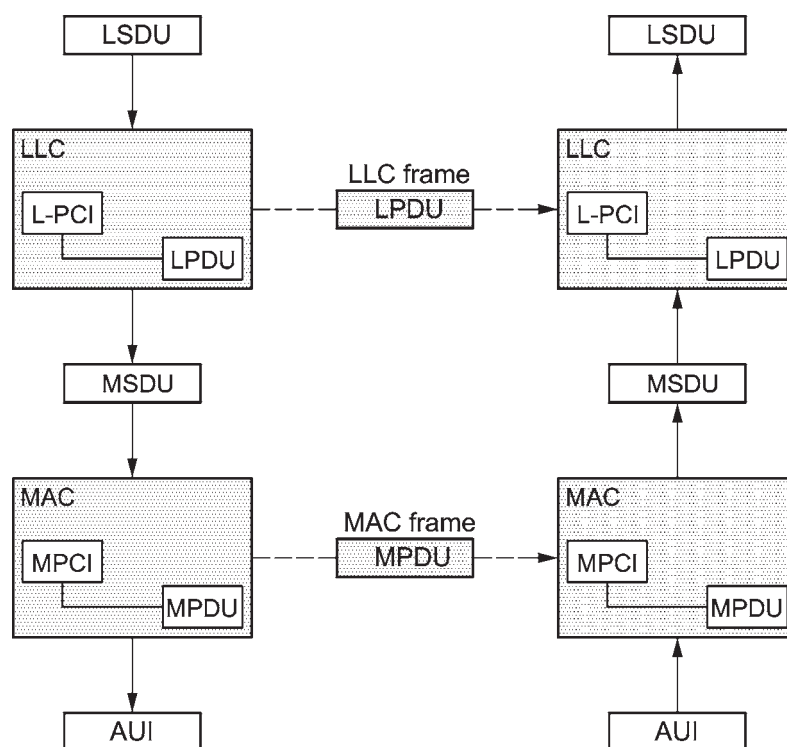 LSDU
LSDU
LLC
L-PCI
LPDU
LLC frame
LPDU
LLC
L-PCI
LPDU
MSDU
MSDU
MAC
MPCI
MPDU
MAC frame
MPDU
MAC
MPCI
MPDU
AUI
AUI